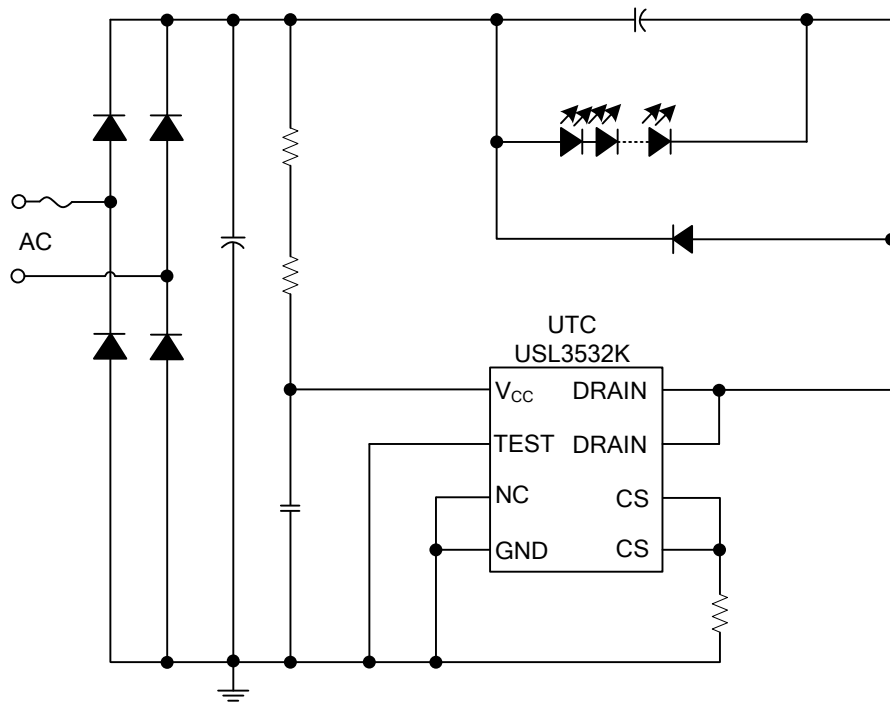 AC
UTC
USL3532K
VCC DRAIN
TEST DRAIN
NC CS
GND CS